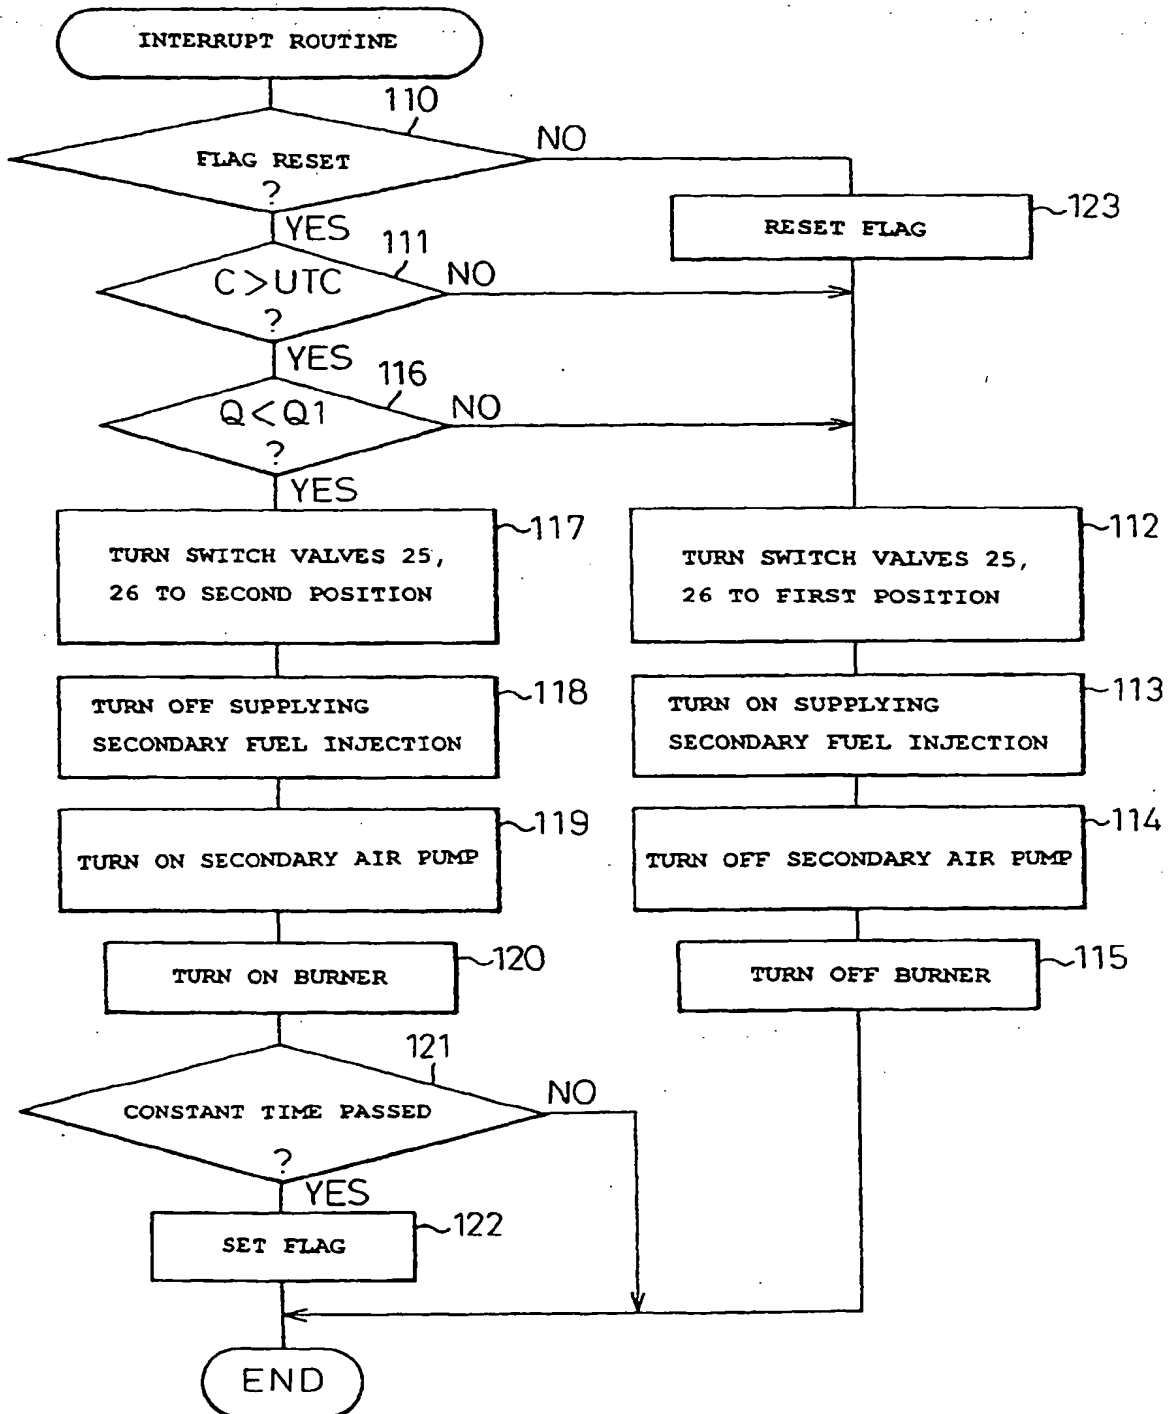 INTERRUPT ROUTINE
110
FLAG RESET
?
NO
YES
RESET FLAG
123
111
C>UTC
?
NO
YES
116
Q<Q1
?
NO
YES
117
TURN SWITCH VALVES 25,
26 TO SECOND POSITION
112
TURN SWITCH VALVES 25,
26 TO FIRST POSITION
118
TURN OFF SUPPLYING
SECONDARY FUEL INJECTION
113
TURN ON SUPPLYING
SECONDARY FUEL INJECTION
119
TURN ON SECONDARY AIR PUMP
114
TURN OFF SECONDARY AIR PUMP
120
TURN ON BURNER
115
TURN OFF BURNER
121
CONSTANT TIME PASSED
?
NO
YES
122
SET FLAG
END